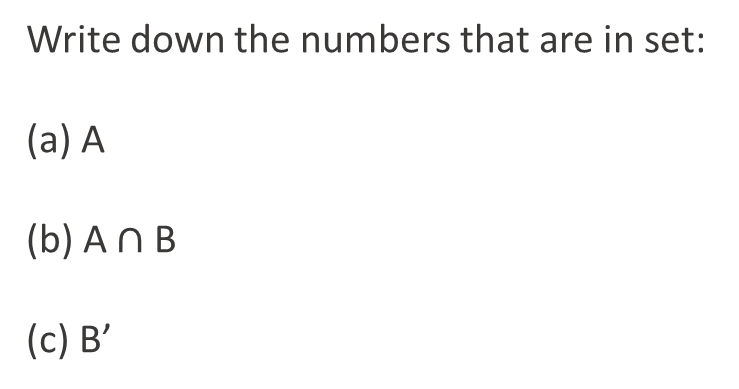 Write down the numbers that are in set:
(a) A
(b) A ∩ B
(c) B′